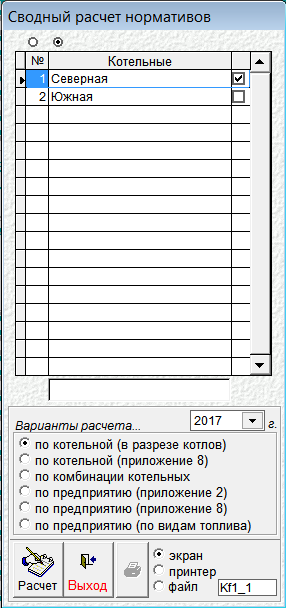 Сводный расчет нормативов
№ Котельные
1 Северная
2 Южная
Варианты расчета... 2017 г.
по котельной (в разрезе котлов)
по котельной (приложение 8)
по комбинации котельных
по предприятию (приложение 2)
по предприятию (приложение 8)
по предприятию (по видам топлива)
Расчет Выход
экран
принтер
файл Kf1_1